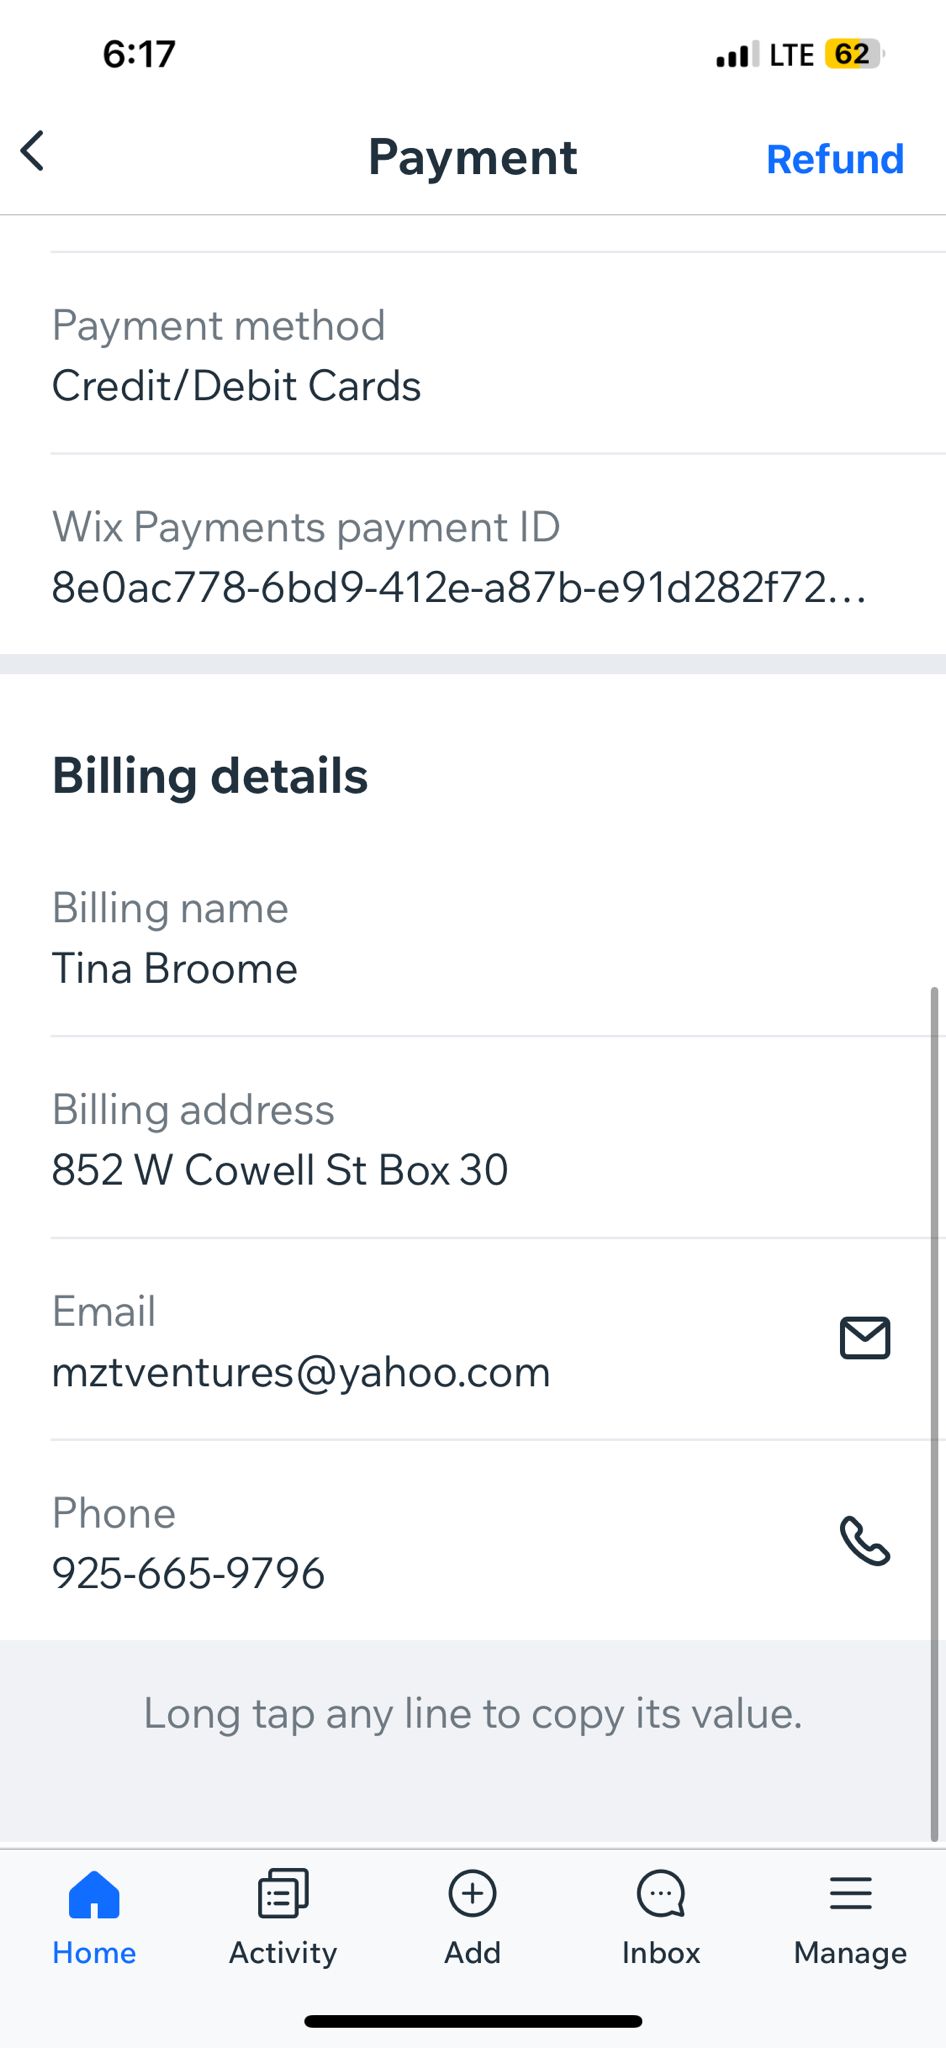 6:17
LTE 62
Payment
Refund
Payment method
Credit/Debit Cards
Wix Payments payment ID
8e0ac778-6bd9-412e-a87b-e91d282f72...
Billing details
Billing name
Tina Broome
Billing address
852 W Cowell St Box 30
Email
mztventures@yahoo.com
Phone
925-665-9796
Long tap any line to copy its value.
Home
Activity
Add
Inbox
Manage